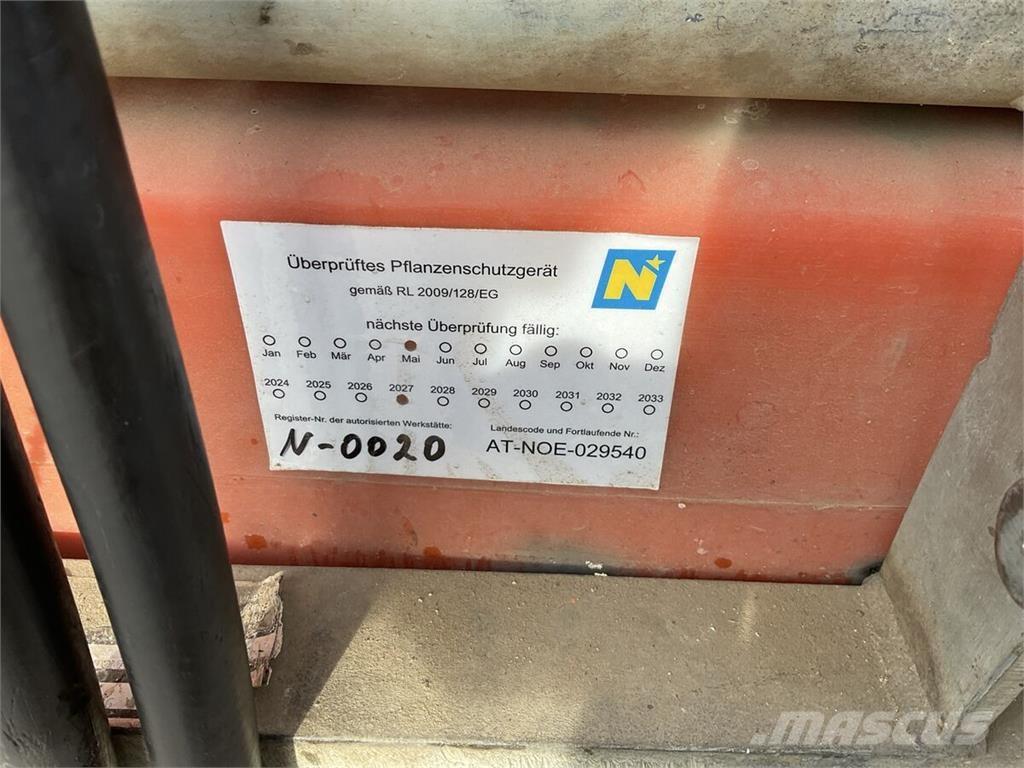 Überprüftes Pflanzenschutzgerät
gemäß RL 2009/128/EG
N
nächste Überprüfung fällig:
Jan Feb Mär Apr Mai Jun Jul Aug Sep Okt Nov Dez
2024 2025 2026 2027 2028 2029 2030 2031 2032 2033
Register-Nr. der autorisierten Werkstätte:
N-0020
Landescode und Fortlaufende Nr.:
AT-NOE-029540
MASCUS